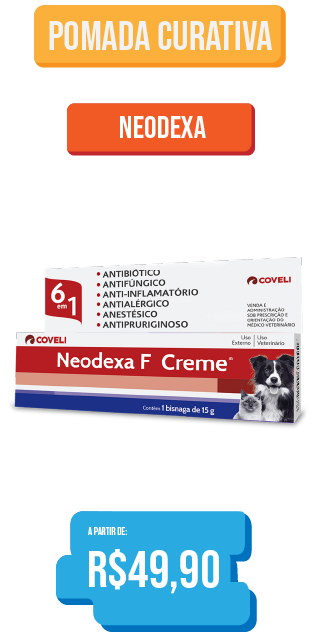 POMADA CURATIVA
NEODEXA
6 em 1
• ANTIBIÓTICO
• ANTIFÚNGICO
• ANTI-INFLAMATÓRIO
• ANTIALÉRGICO
• ANESTÉSICO
• ANTIPRURIGINOSO
COVELI
VENDA E
ADMINISTRAÇÃO
SOB PRESCRIÇÃO E
ORIENTAÇÃO DO
MÉDICO VETERINÁRIO
COVELI
Uso Externo
Uso Veterinário
Neodexa F Creme
Contém 1 bisnaga de 15 g
A PARTIR DE:
R$49,90